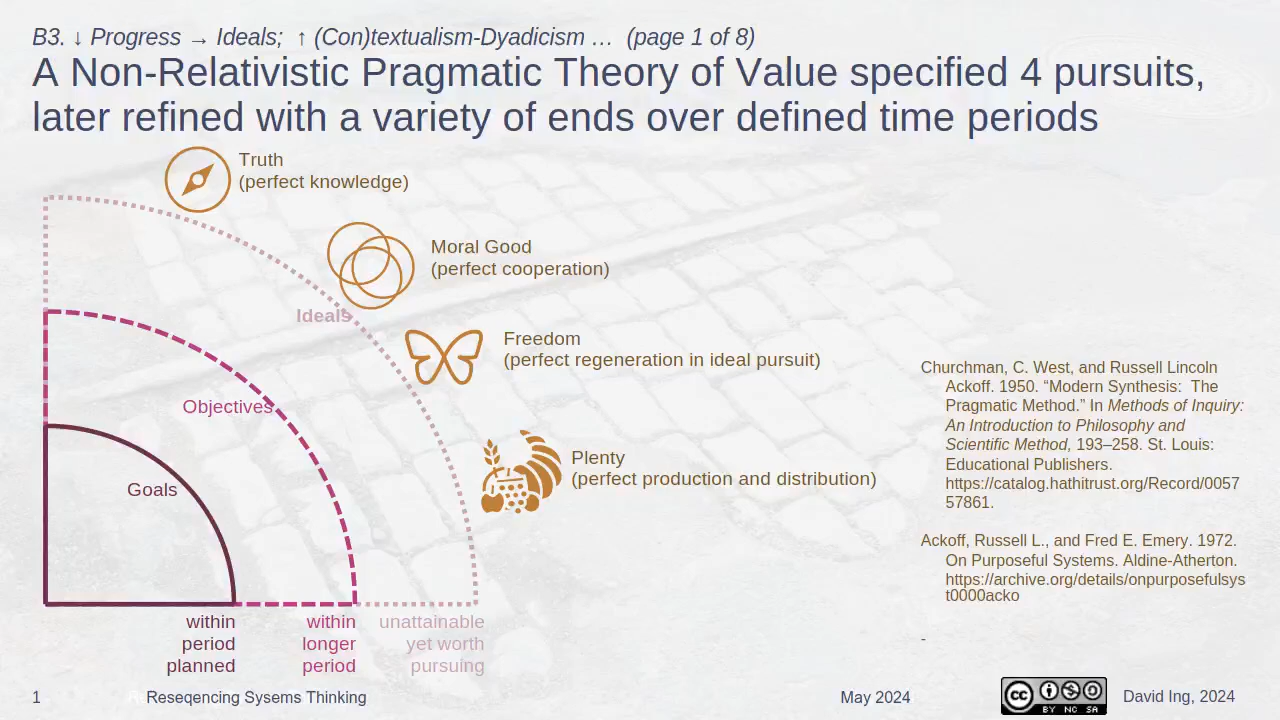 B3. ↓ Progress → Ideals;  ↑ (Con)textualism-Dyadicism …  (page 1 of 8)
A Non-Relativistic Pragmatic Theory of Value specified 4 pursuits,
later refined with a variety of ends over defined time periods
Truth
(perfect knowledge)
Moral Good
(perfect cooperation)
Ideals
Freedom
(perfect regeneration in ideal pursuit)
Objectives
Plenty
(perfect production and distribution)
Goals
within
period
planned
within
longer
period
unattainable
yet worth
pursuing
Churchman, C. West, and Russell Lincoln
Ackoff. 1950. “Modern Synthesis:  The
Pragmatic Method.” In Methods of Inquiry:
An Introduction to Philosophy and
Scientific Method, 193–258. St. Louis:
Educational Publishers.
https://catalog.hathitrust.org/Record/0057
57861.
Ackoff, Russell L., and Fred E. Emery. 1972.
On Purposeful Systems. Aldine-Atherton.
https://archive.org/details/onpurposefulsys
t0000acko
-
1
Reseqencing Sysems Thinking
May 2024
cc
BY NC SA
David Ing, 2024